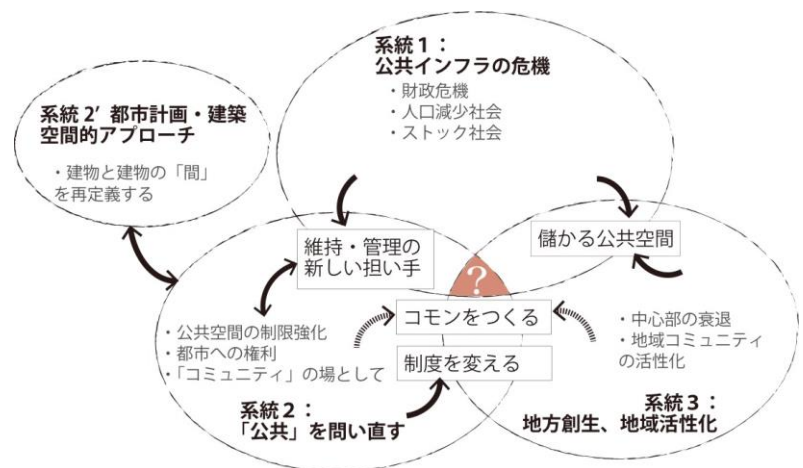 系統1：
公共インフラの危機
・財政危機
・人口減少社会
・ストック社会
系統2’都市計画・建築
空間的アプローチ
・建物と建物の「間」
を再定義する
維持・管理の
新しい担い手
儲かる公共空間
?
コモンをつくる
制度を変える
・公共空間の制限強化
・都市への権利
・「コミュニティ」の場として
系統2：
「公共」を問い直す
・中心部の衰退
・地域コミュニティ
の活性化
系統3：
地方創生、地域活性化